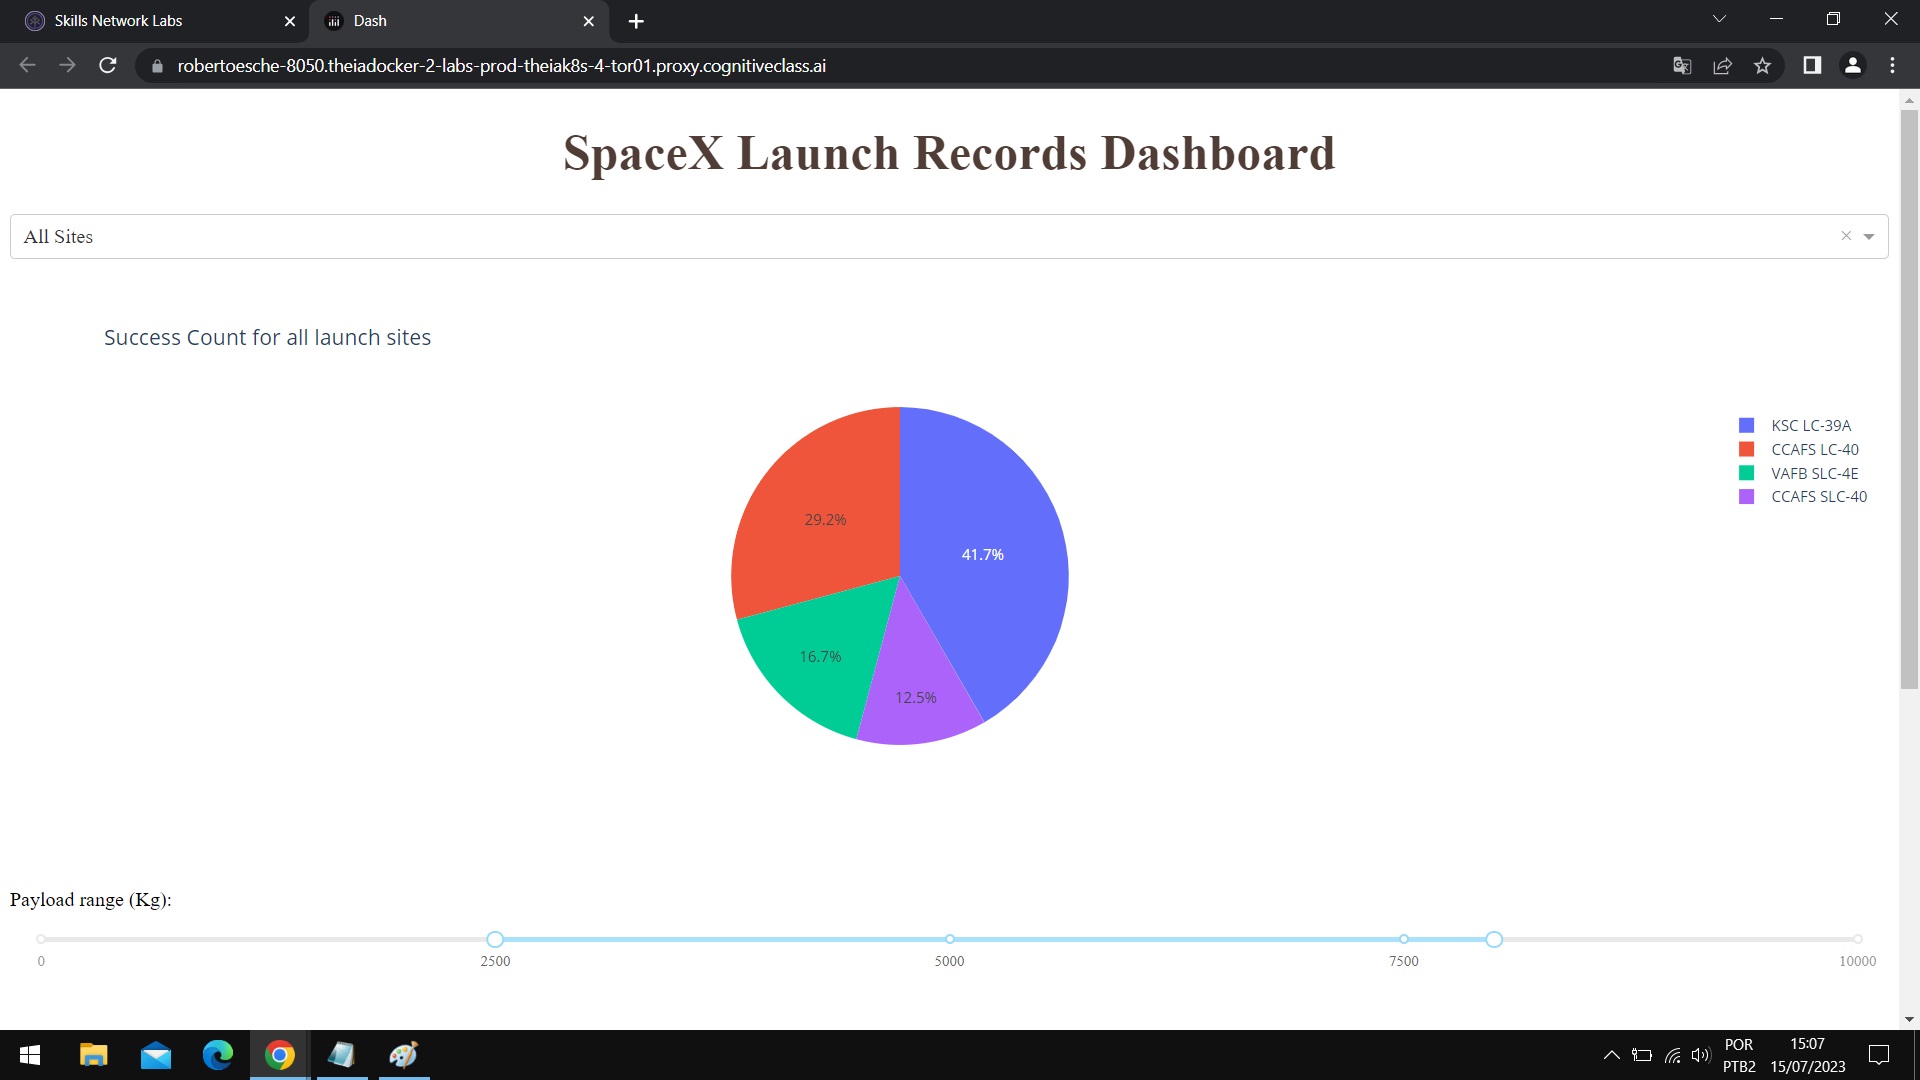 Skills Network Labs
Dash
robertoesche-8050.theiadocker-2-labs-prod-theiak8s-4-tor01.proxy.cognitiveclass.ai
SpaceX Launch Records Dashboard
All Sites
Success Count for all launch sites
KSC LC-39A
CCAFS LC-40
VAFB SLC-4E
CCAFS SLC-40
29.2%
41.7%
16.7%
12.5%
Payload range (Kg):
0 2500 5000 7500 10000
POR 15:07
PTB2 15/07/2023